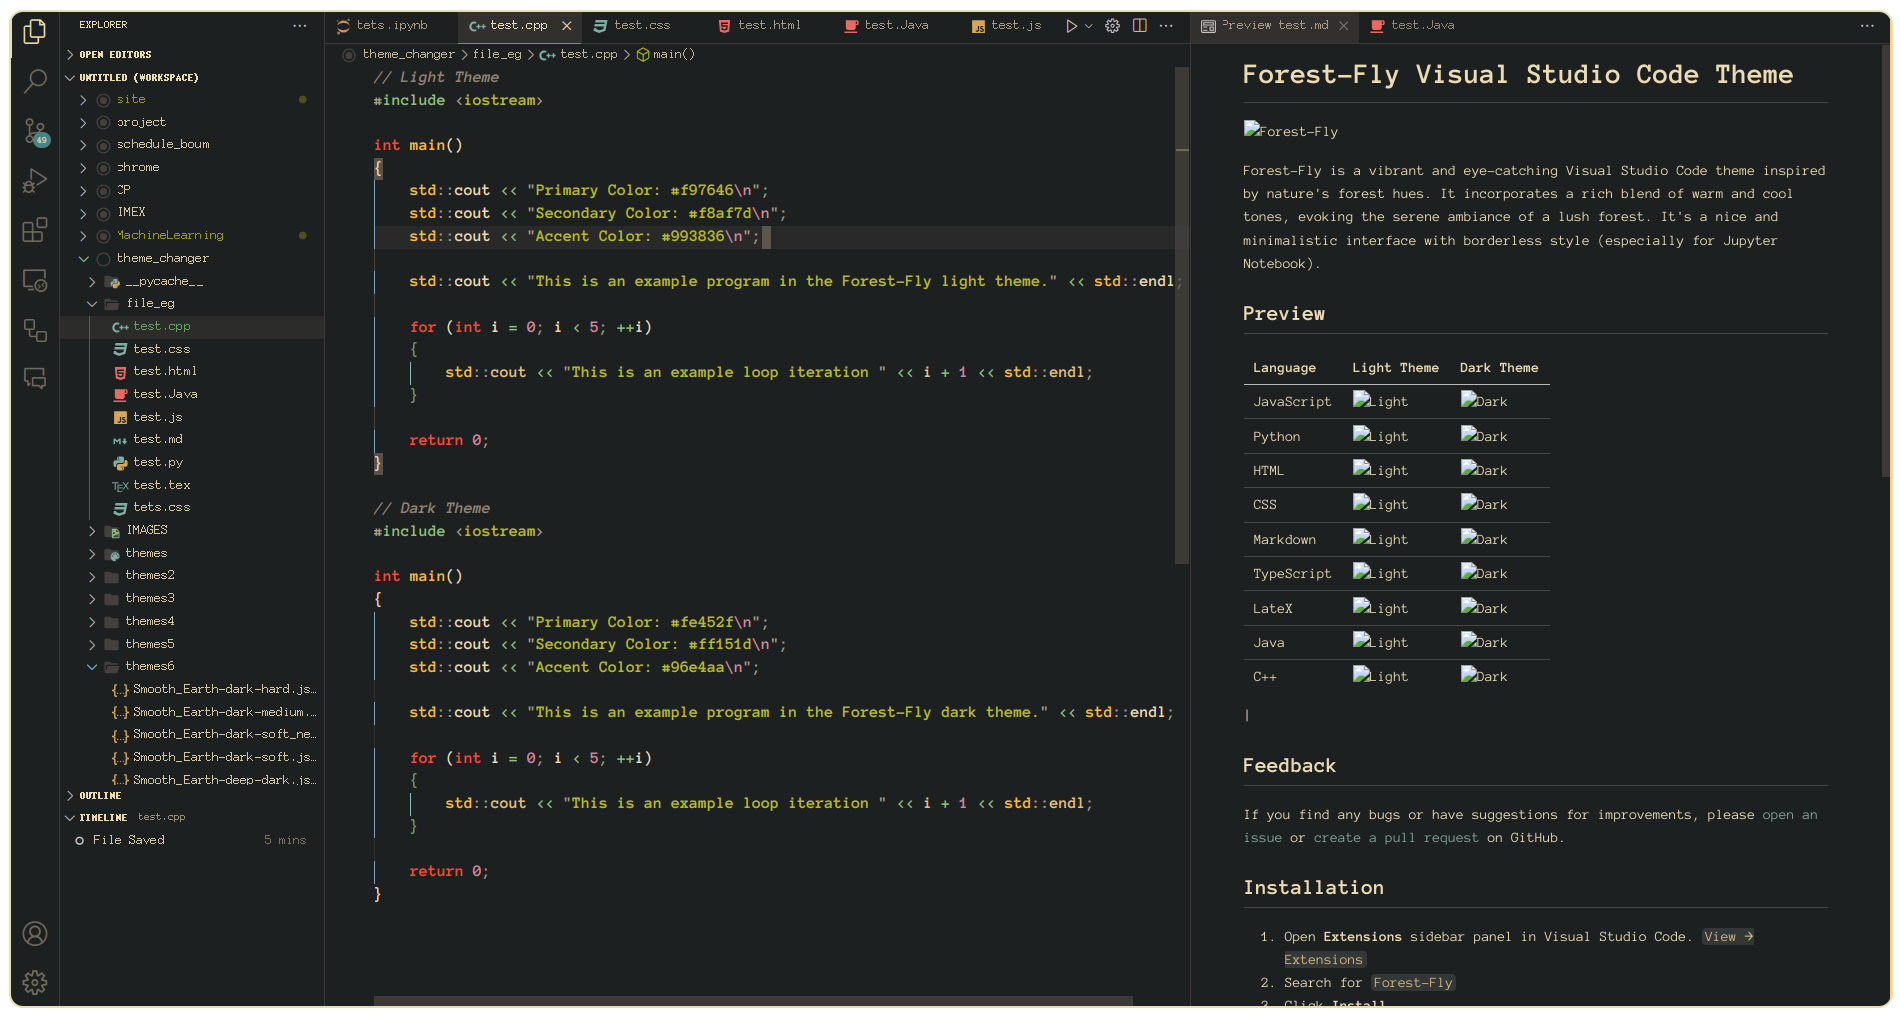 EXPLORER
OPEN EDITORS
UNTITLED (WORKSPACE)
site
project
schedule_boum
chrome
CP
IMEX
MachineLearning
theme_changer
__pycache__
file_eg
test.cpp
test.css
test.html
test.Java
test.js
test.md
test.py
test.tex
tets.css
IMAGES
themes
themes2
themes3
themes4
themes5
themes6
Smooth_Earth-dark-hard.js…
Smooth_Earth-dark-medium.…
Smooth_Earth-dark-soft_ne…
Smooth_Earth-dark-soft.js…
Smooth_Earth-deep-dark.js…
OUTLINE
TIMELINE test.cpp
File Saved 5 mins
49
tets.ipynb test.cpp test.css test.html test.Java test.js
theme_changer > file_eg > test.cpp > main()
// Light Theme
#include <iostream>
int main()
{
std::cout << "Primary Color: #f97646\n";
std::cout << "Secondary Color: #f8af7d\n";
std::cout << "Accent Color: #993836\n";
std::cout << "This is an example program in the Forest-Fly light theme." << std::endl;
for (int i = 0; i < 5; ++i)
{
std::cout << "This is an example loop iteration " << i + 1 << std::endl;
}
return 0;
}
// Dark Theme
#include <iostream>
int main()
{
std::cout << "Primary Color: #fe452f\n";
std::cout << "Secondary Color: #ff151d\n";
std::cout << "Accent Color: #96e4aa\n";
std::cout << "This is an example program in the Forest-Fly dark theme." << std::endl;
for (int i = 0; i < 5; ++i)
{
std::cout << "This is an example loop iteration " << i + 1 << std::endl;
}
return 0;
}
Preview test.md test.Java
Forest-Fly Visual Studio Code Theme
Forest-Fly
Forest-Fly is a vibrant and eye-catching Visual Studio Code theme inspired
by nature's forest hues. It incorporates a rich blend of warm and cool
tones, evoking the serene ambiance of a lush forest. It's a nice and
minimalistic interface with borderless style (especially for Jupyter
Notebook).
Preview
Language Light Theme Dark Theme
JavaScript Light Dark
Python Light Dark
HTML Light Dark
CSS Light Dark
Markdown Light Dark
TypeScript Light Dark
LateX Light Dark
Java Light Dark
C++ Light Dark
|
Feedback
If you find any bugs or have suggestions for improvements, please open an
issue or create a pull request on GitHub.
Installation
1. Open Extensions sidebar panel in Visual Studio Code. View →
Extensions
2. Search for Forest-Fly
3. Click Install